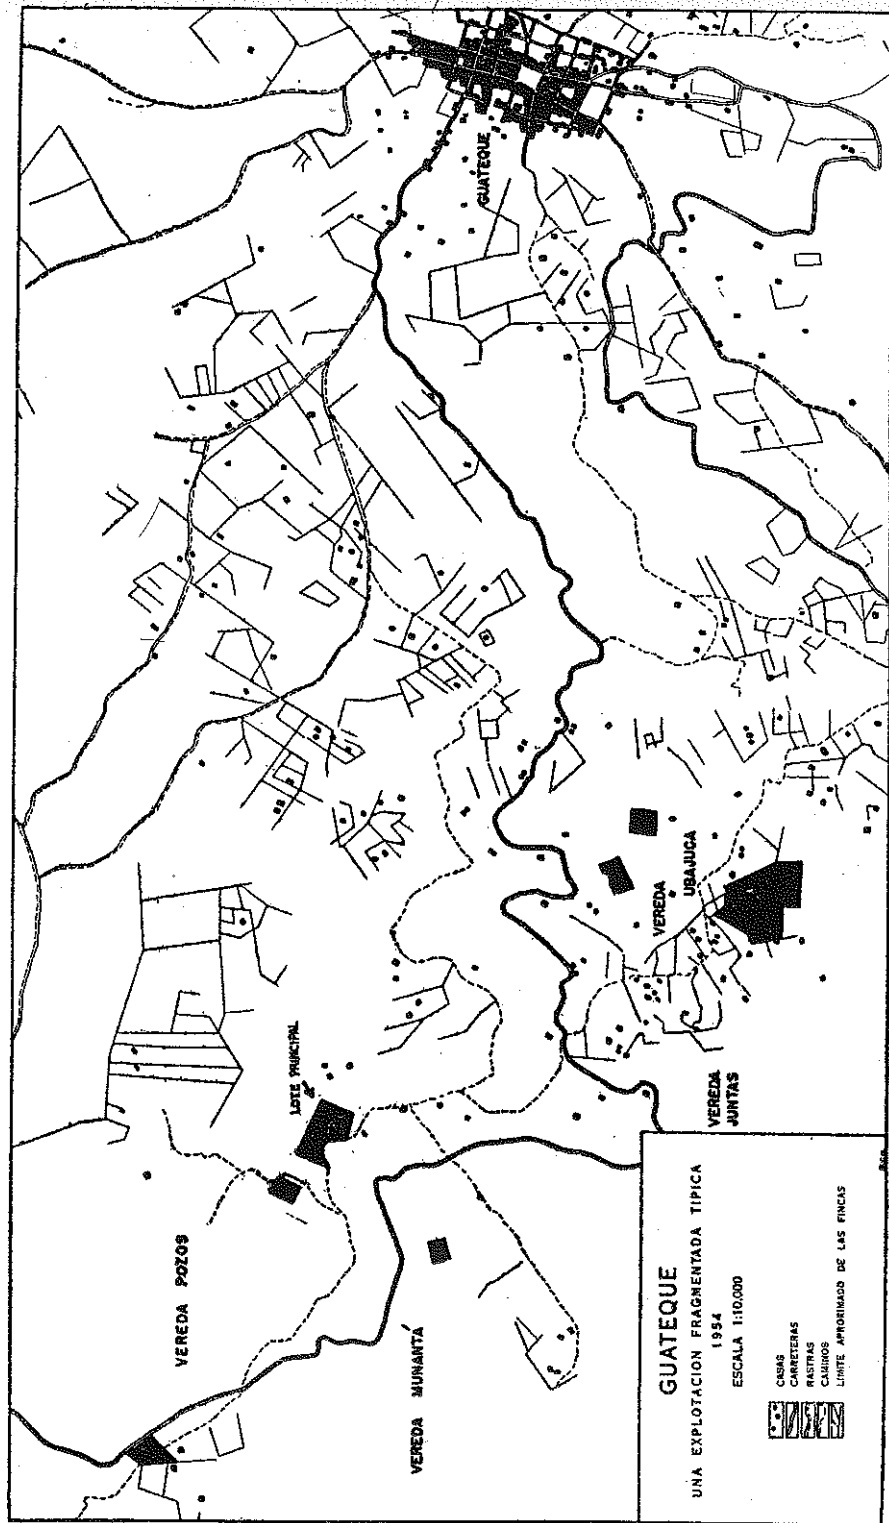 GUATEQUE
LOTE PRINCIPAL
VEREDA POZOS
VEREDA MUNANTÁ
VEREDA
UBAJUCA
VEREDA
JUNTAS
GUATEQUE
UNA EXPLOTACION FRAGMENTADA TIPICA
1954
ESCALA 1:10,000
CASAS
CARRETERAS
RASTRAS
CAMINOS
LIMITE APROXIMADO DE LAS FINCAS